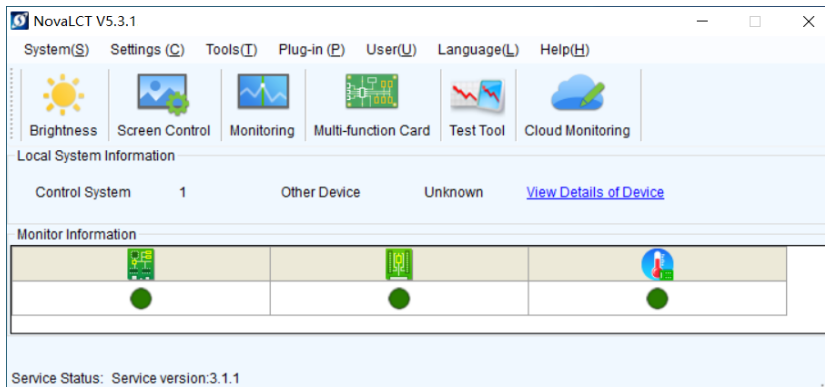 NovaLCT V5.3.1
System(S) Settings (C) Tools(T) Plug-in (P) User(U) Language(L) Help(H)
Brightness Screen Control Monitoring Multi-function Card Test Tool Cloud Monitoring
Local System Information
Control System 1 Other Device Unknown View Details of Device
Monitor Information
Service Status: Service version:3.1.1